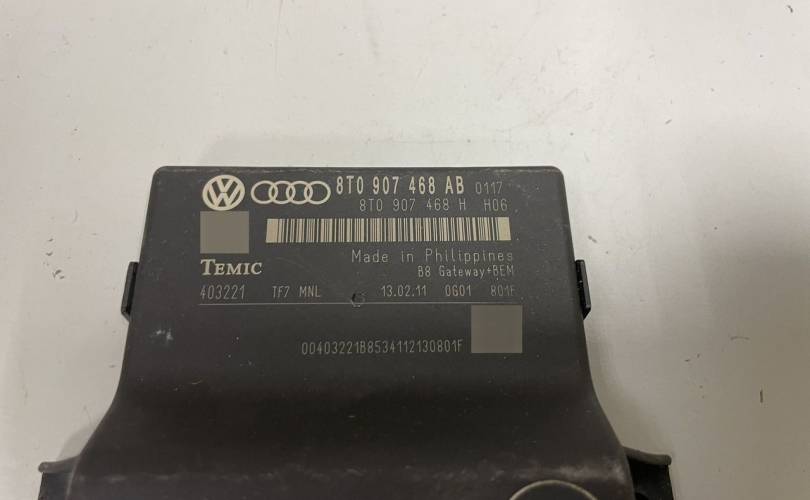 8T0 907 468 AB 0117
8T0 907 468 H H06
Made in Philippines
TEMIC B8 Gateway+BEM
403221 TF7 MNL 13.02.11 0601 801F
00403221B8534112130801F